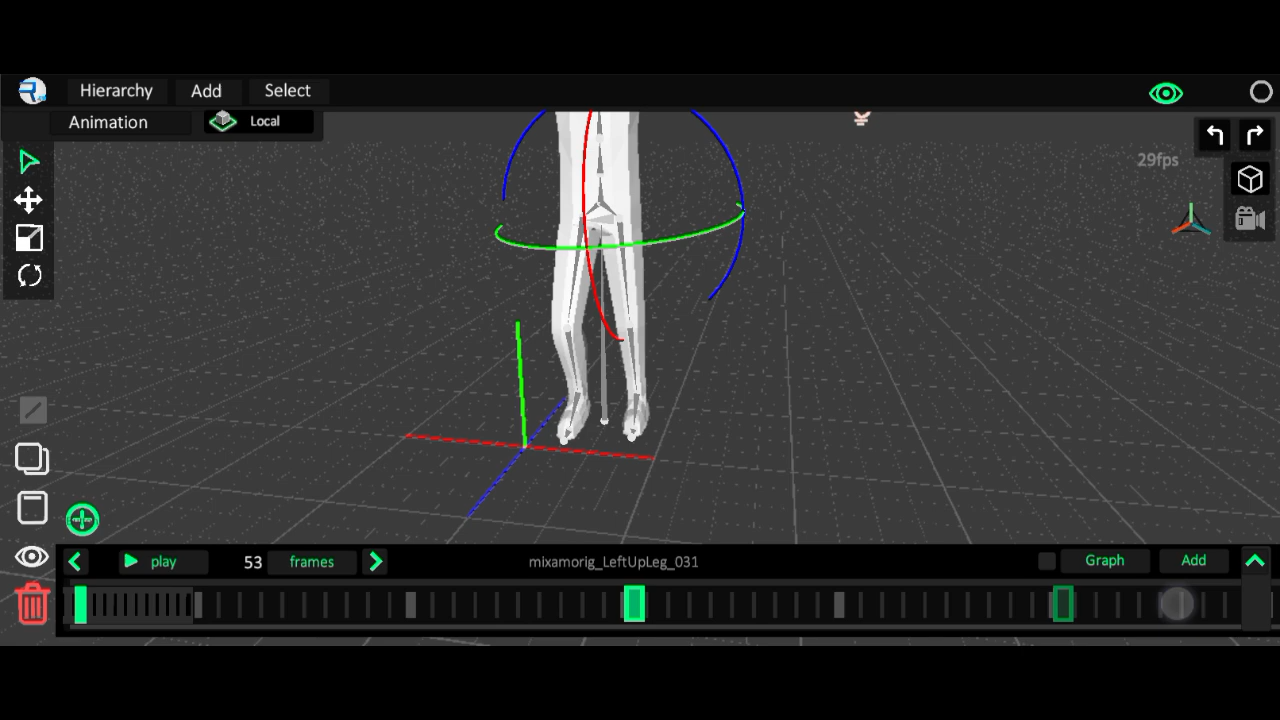 Hierarchy Add Select
Animation Local
29fps
play 53 frames mixamorig_LeftUpLeg_031 Graph Add